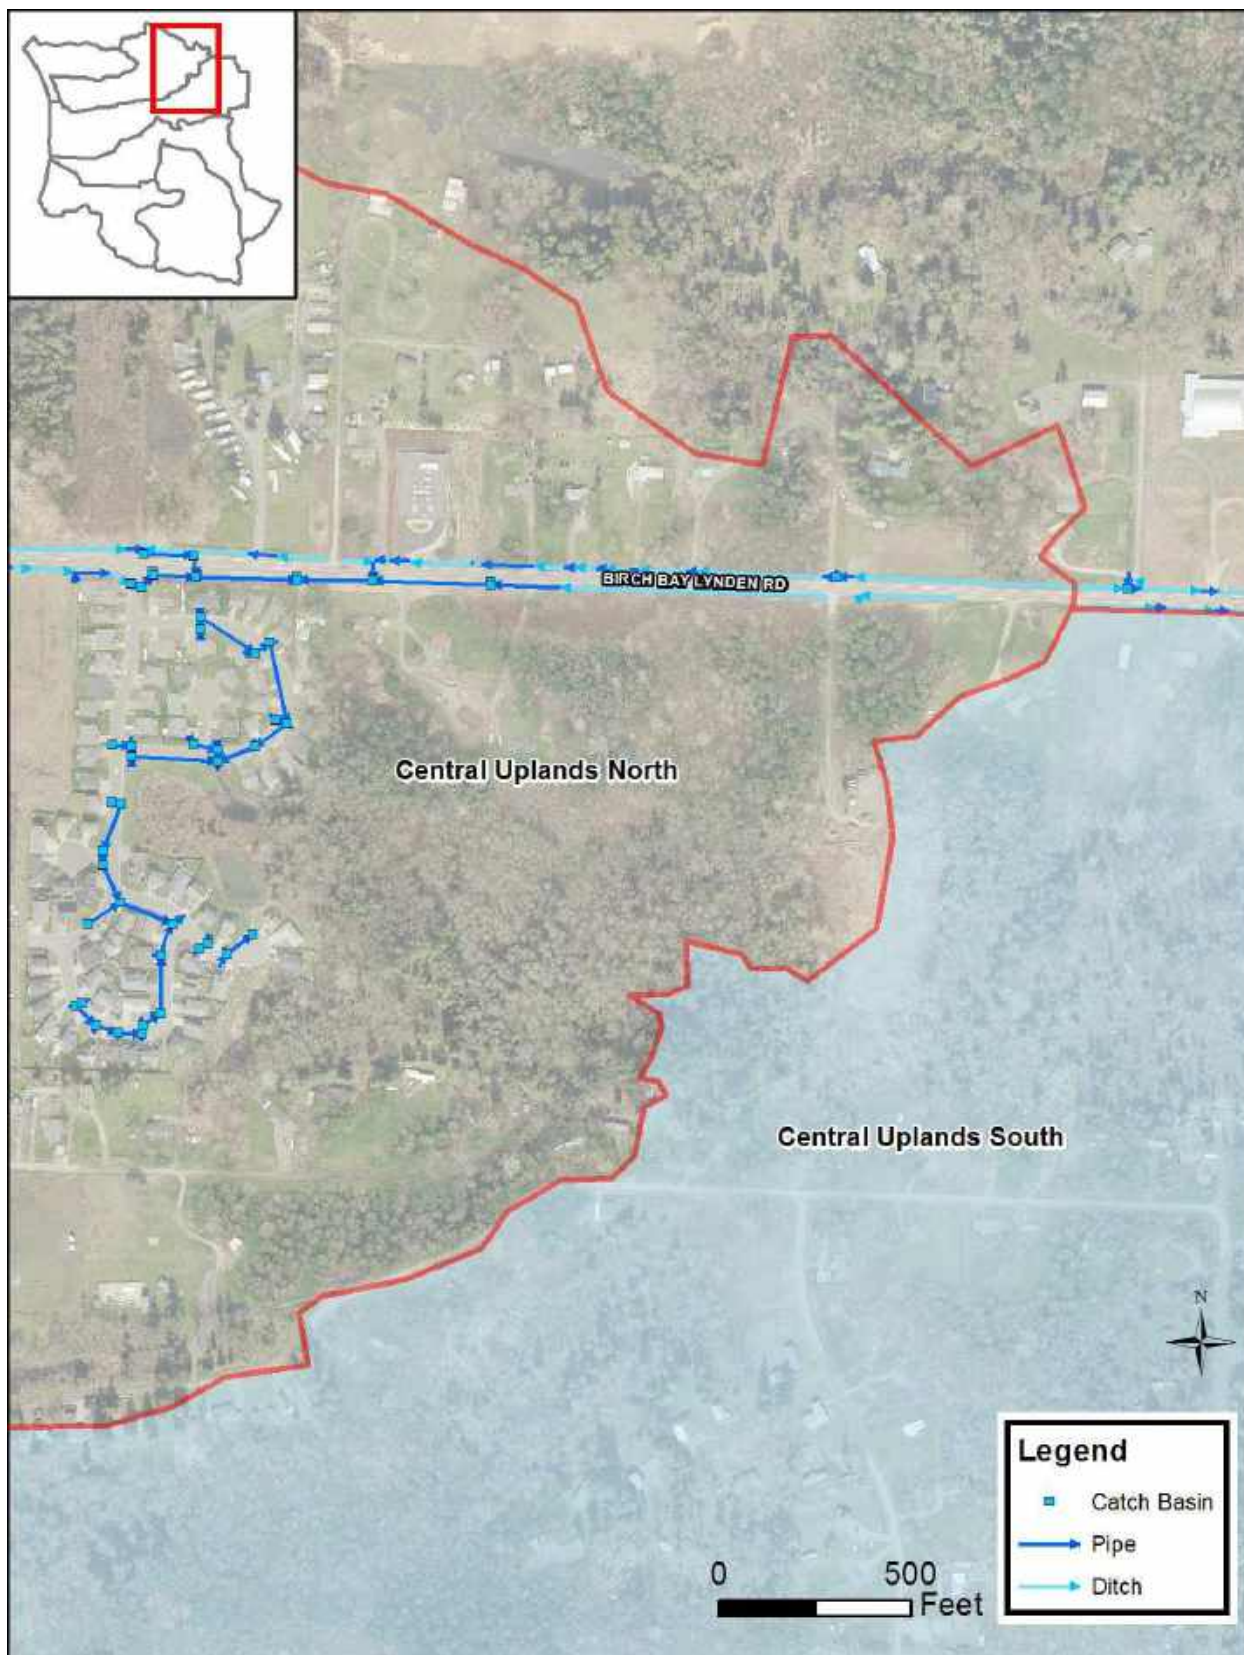 BIRCH BAY LYNDEN RD
Central Uplands North
Central Uplands South
N
Legend
Catch Basin
Pipe
Ditch
0 500
Feet